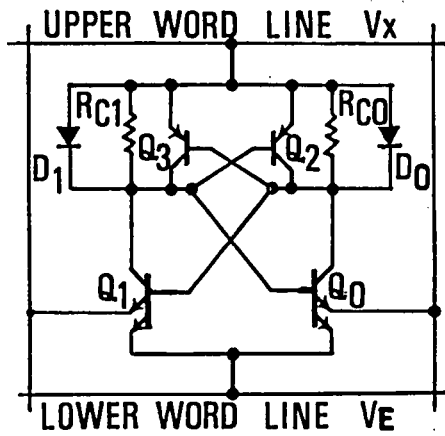 UPPER WORD LINE Vx
RC1 RC0
Q3 Q2
D1 D0
Q1 Q0
LOWER WORD LINE VE